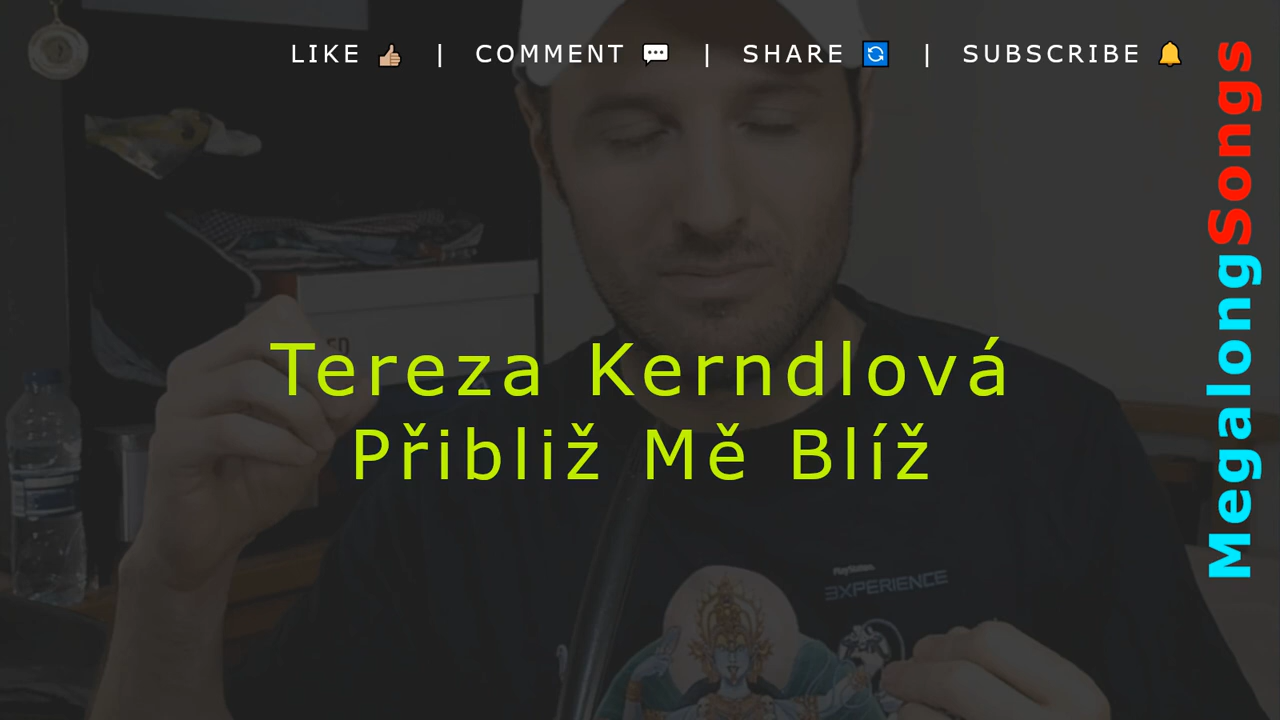 LIKE 👍🏼 | COMMENT 💬 | SHARE 🔄 | SUBSCRIBE 🔔
MegalongSongs
Tereza Kerndlová
Přibliž Mě Blíž
PlayStation
EXPERIENCE